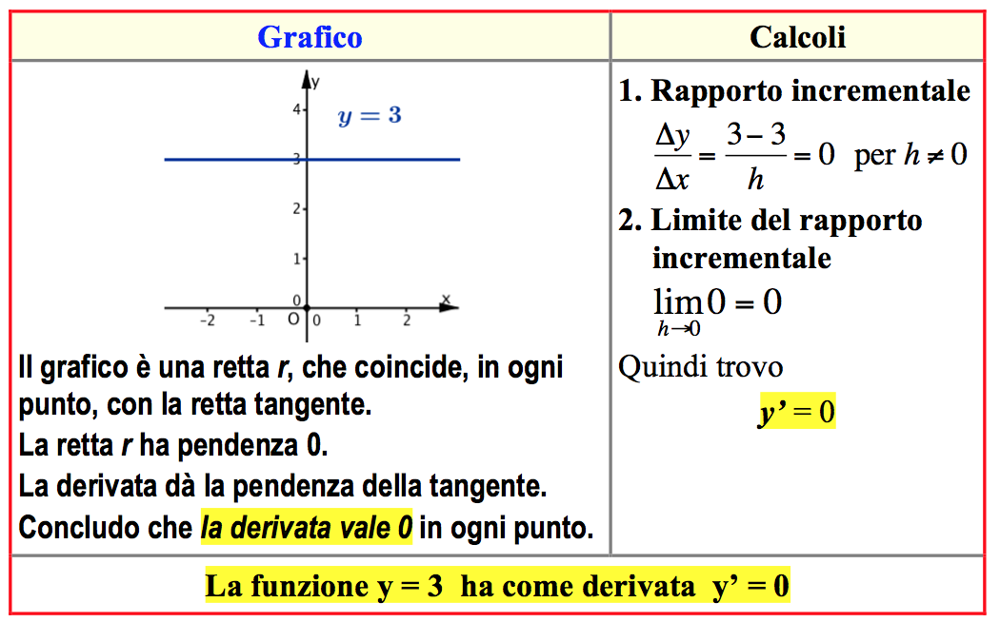 Grafico
Calcoli
y
4
y = 3
3
2
1
0
x
-2 -1 O 0 1 2
Il grafico è una retta r, che coincide, in ogni
punto, con la retta tangente.
La retta r ha pendenza 0.
La derivata dà la pendenza della tangente.
Concludo che la derivata vale 0 in ogni punto.
1. Rapporto incrementale
Δy/Δx = (3 – 3)/h = 0 per h ≠ 0
2. Limite del rapporto
incrementale
lim 0 = 0
h→0
Quindi trovo
y’ = 0
La funzione y = 3 ha come derivata y’ = 0